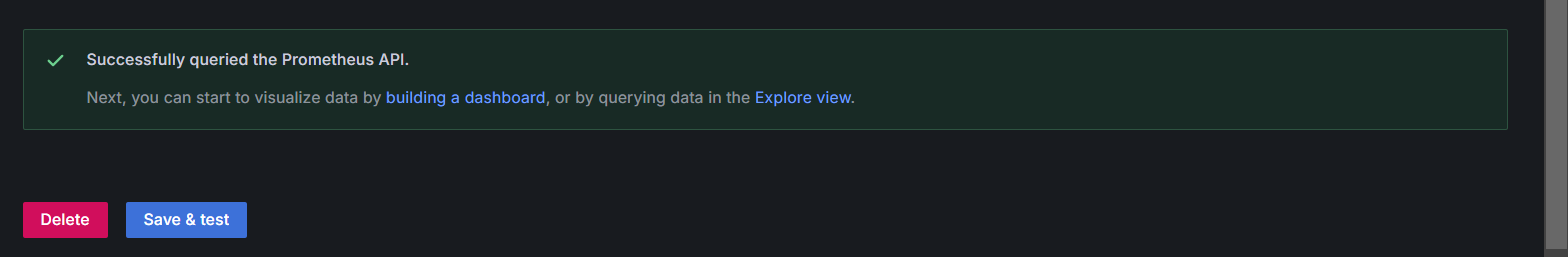 Successfully queried the Prometheus API.
Next, you can start to visualize data by building a dashboard, or by querying data in the Explore view.
Delete Save & test